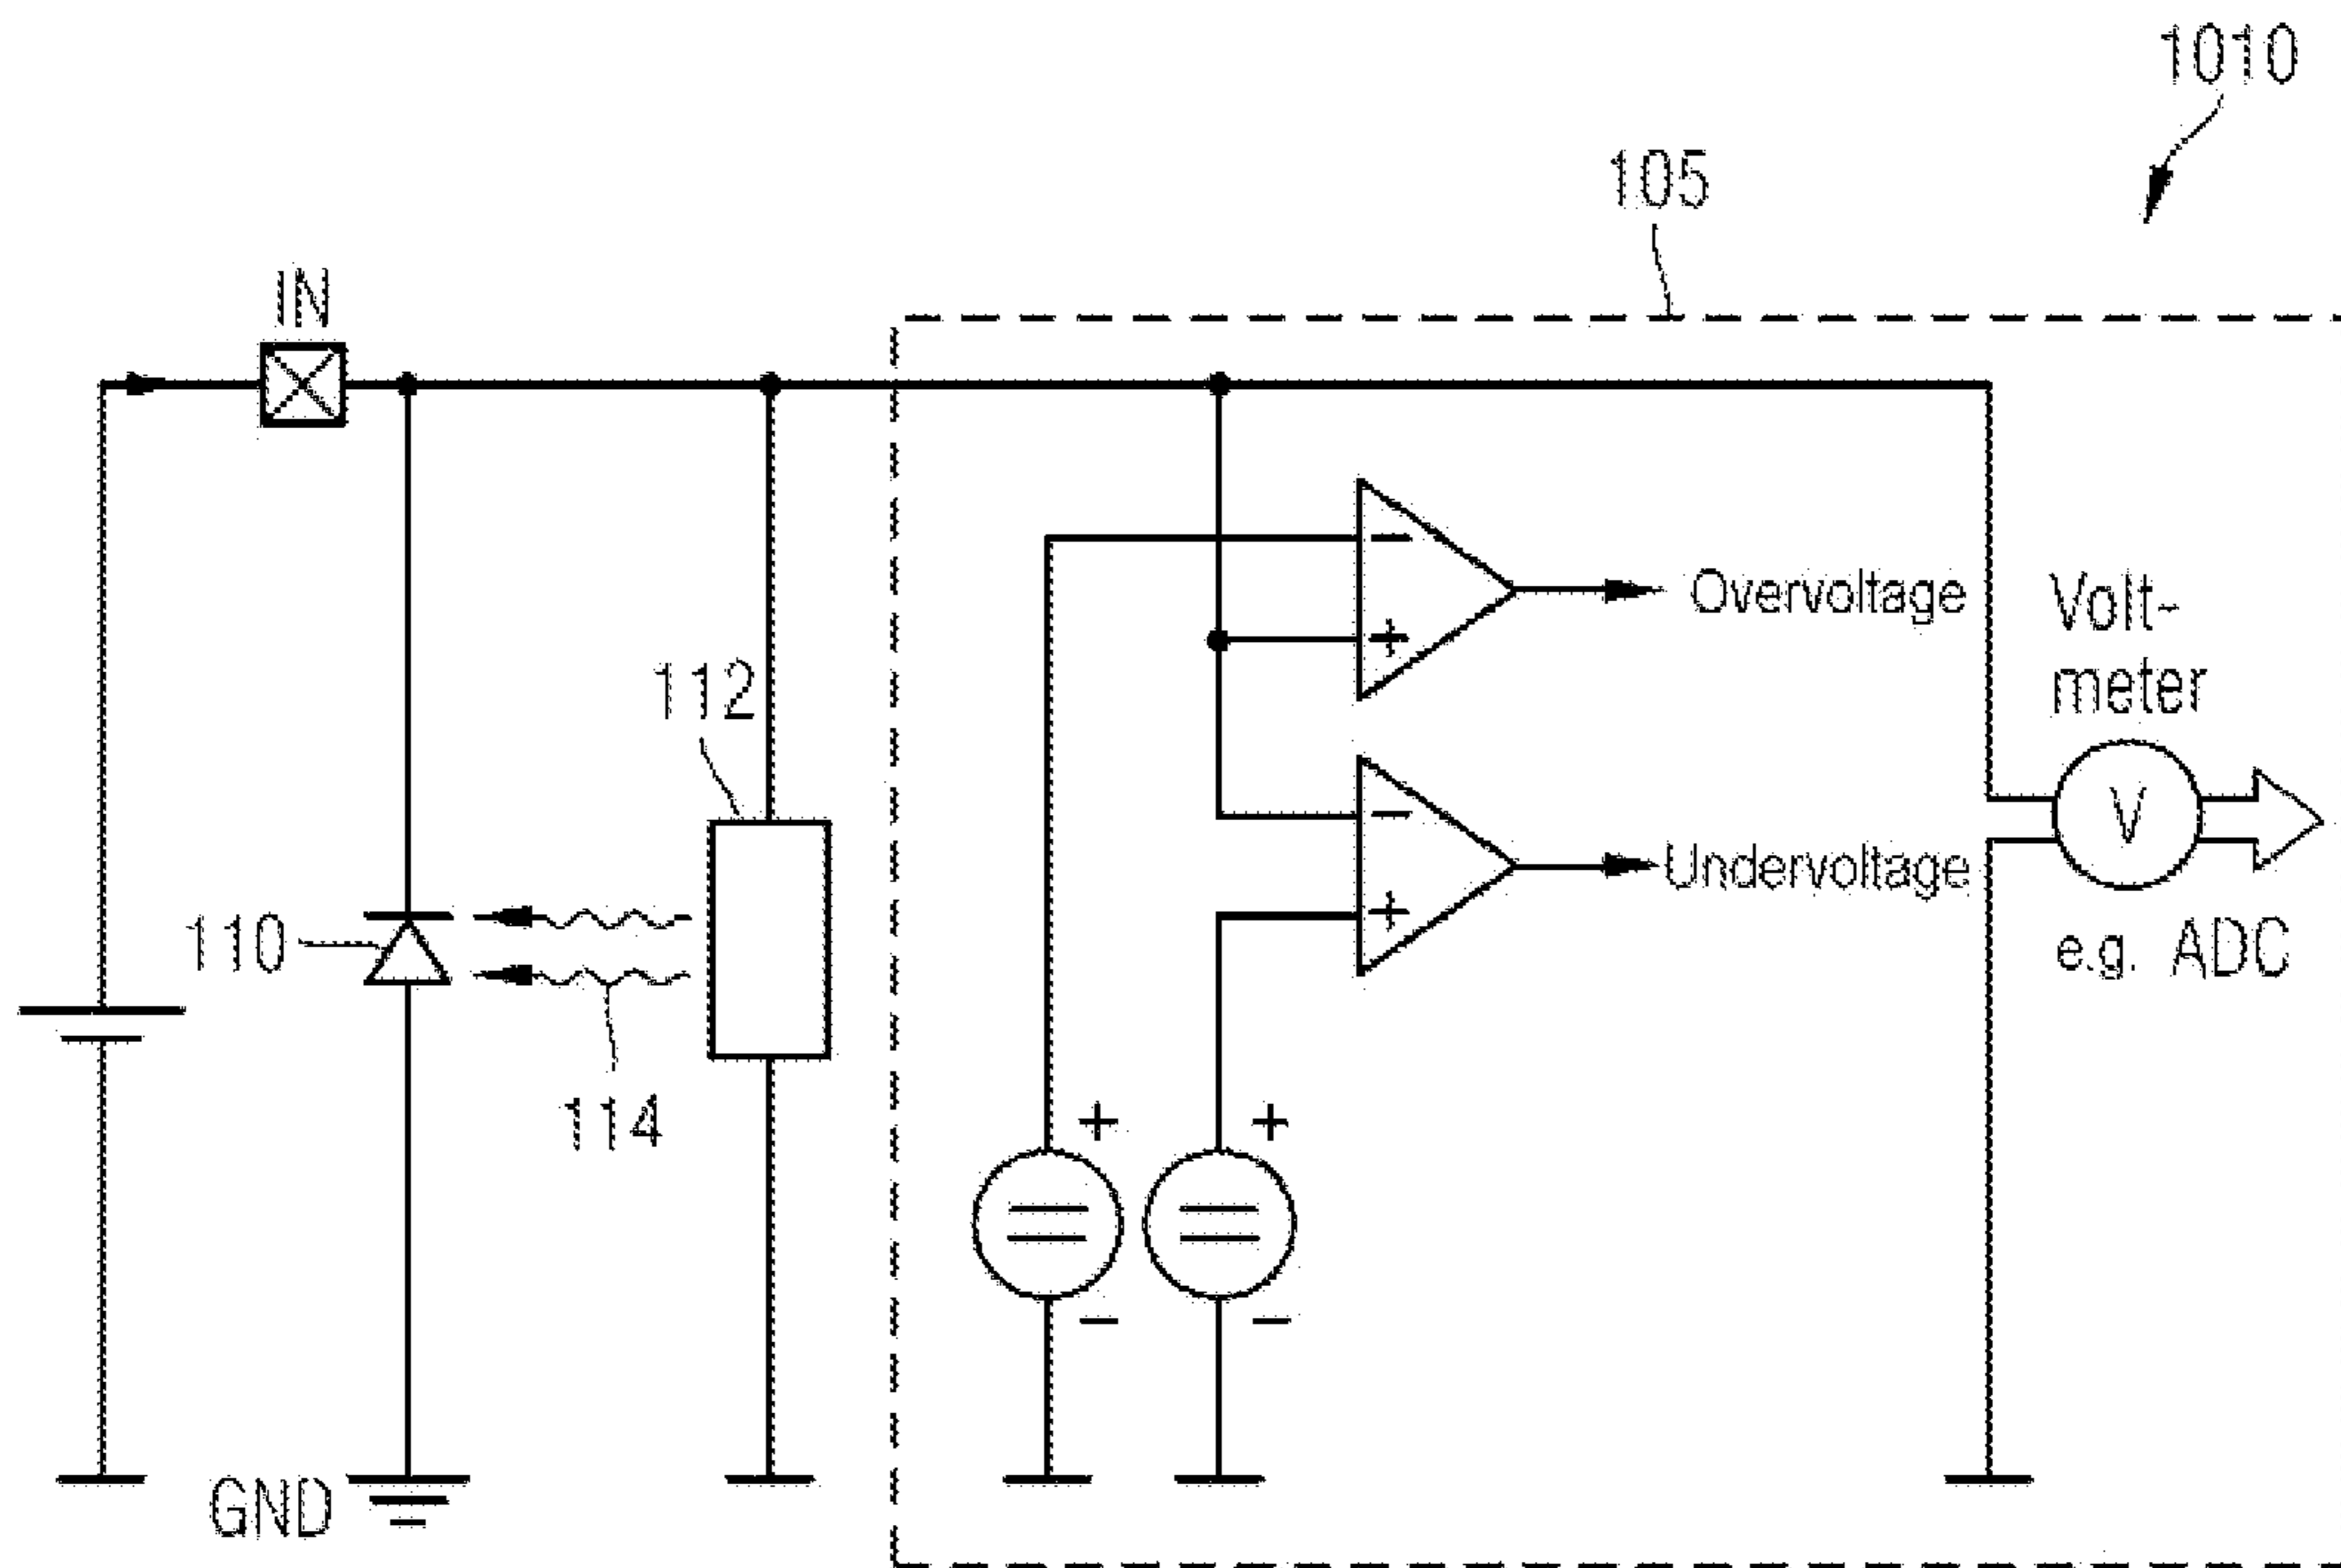 1010
105
IN
−
Overvoltage
+
Volt-
meter
112
−
V
Undervoltage
+
110
e.g. ADC
114
+ +
− −
GND